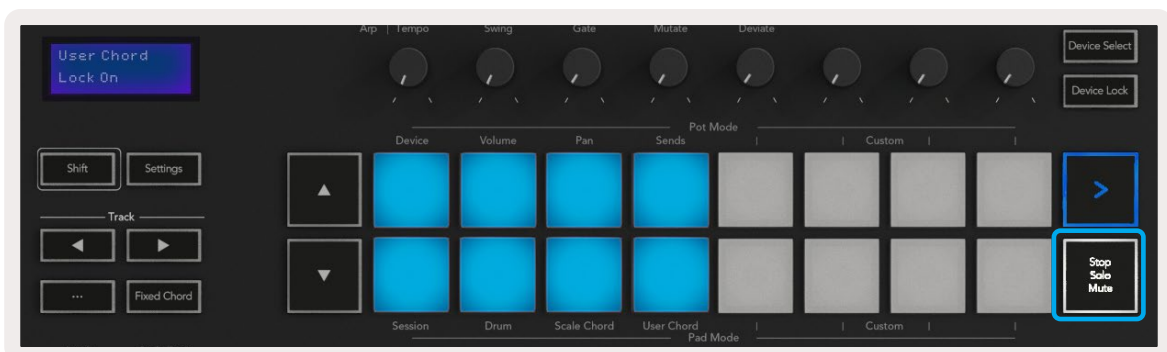 Arp | Tempo Swing Gate Mutate Deviate
User Chord
Lock On
Device Select
Device Lock
Pot Mode
Device Volume Pan Sends | | Custom | |
Shift Settings
▲
>
Track
◀ ▶
▼
Stop
Solo
Mute
... Fixed Chord
Session Drum Scale Chord User Chord | | Custom | |
Pad Mode